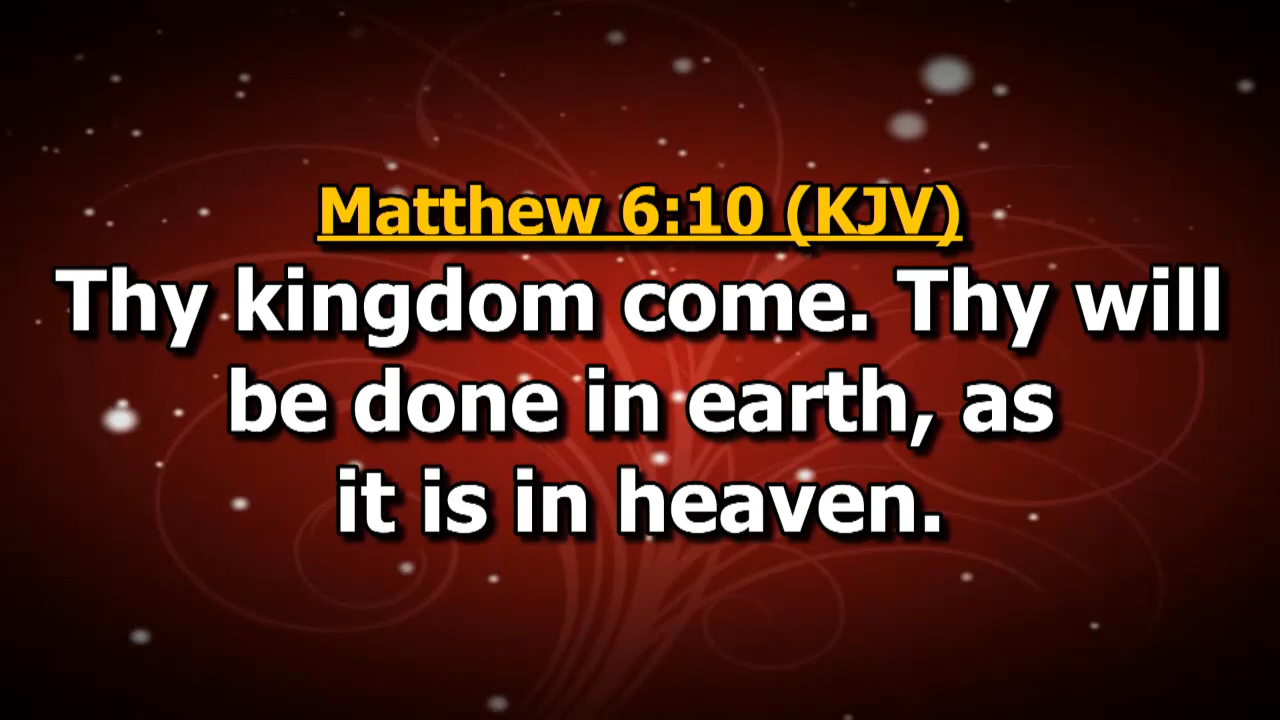 Matthew 6:10 (KJV)
Thy kingdom come. Thy will
be done in earth, as
it is in heaven.